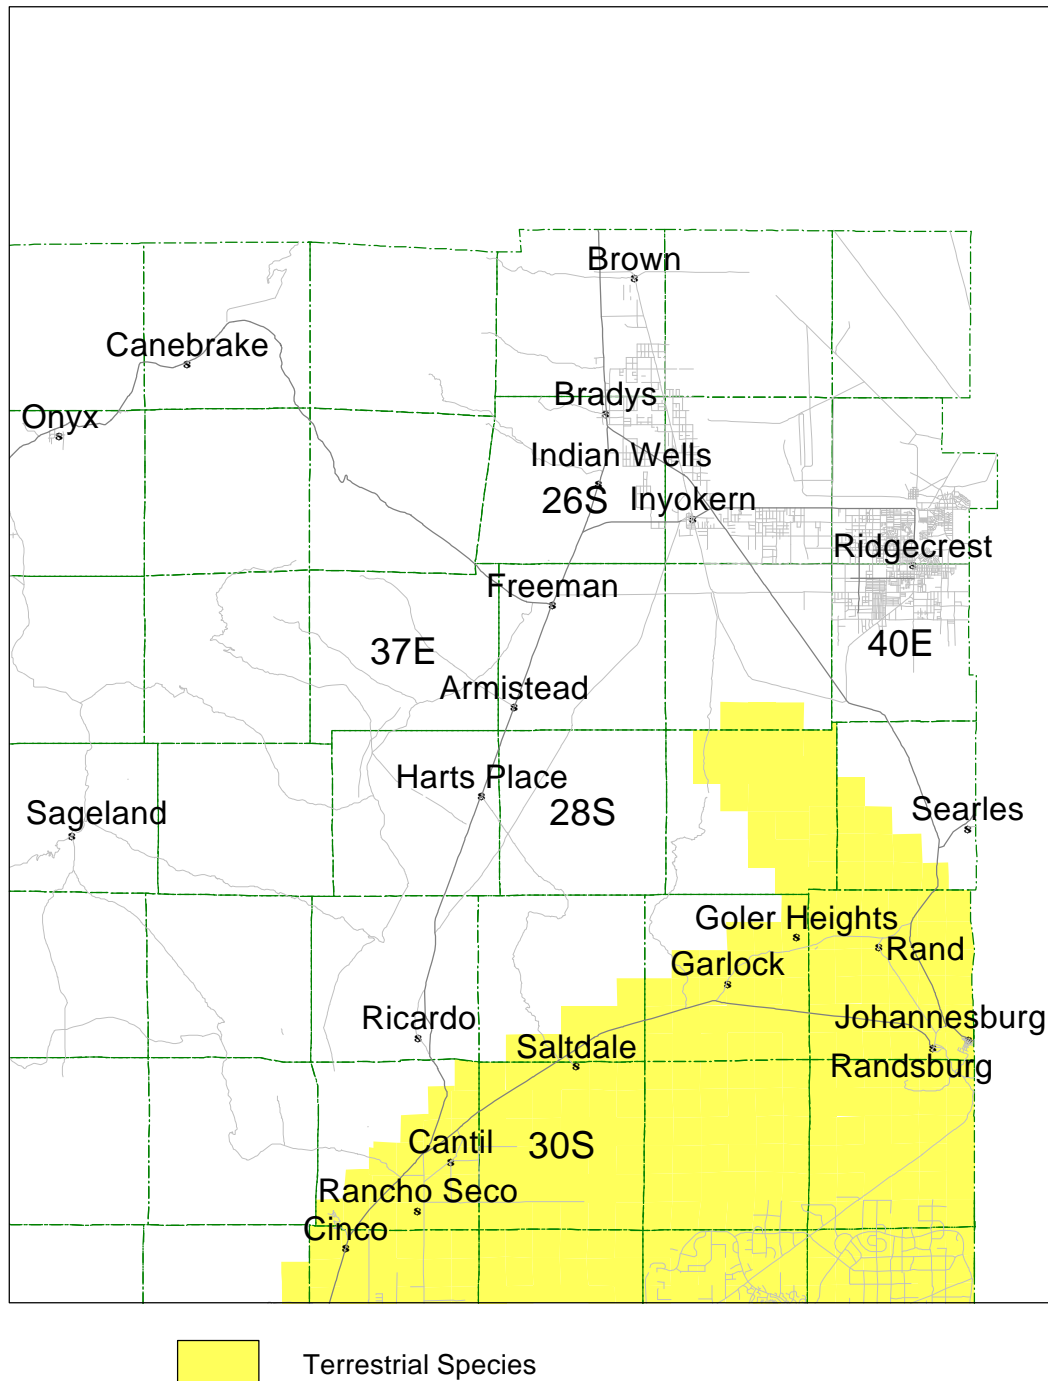 Brown
Canebrake
Bradys
Onyx
Indian Wells
26S
Inyokern
Ridgecrest
Freeman
37E
40E
Armistead
Harts Place
28S
Searles
Sageland
Goler Heights
Rand
Garlock
Ricardo
Johannesburg
Saltdale
Randsburg
Cantil
30S
Rancho Seco
Cinco
Terrestrial Species